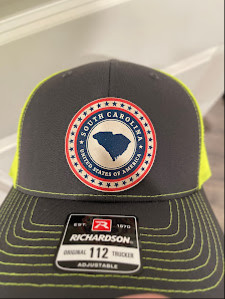 SOUTH CAROLINA
UNITED STATES OF AMERICA
EST. R 1970
RICHARDSON
ORIGINAL 112 TRUCKER
ADJUSTABLE